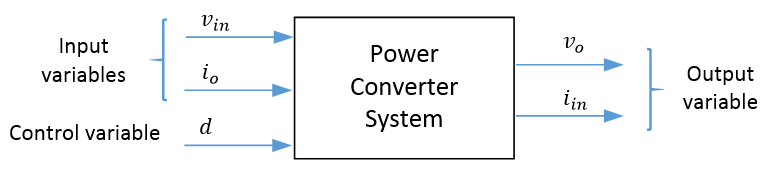 Input
variables
Control variable
v_in
i_o
d
Power
Converter
System
v_o
i_in
Output
variable